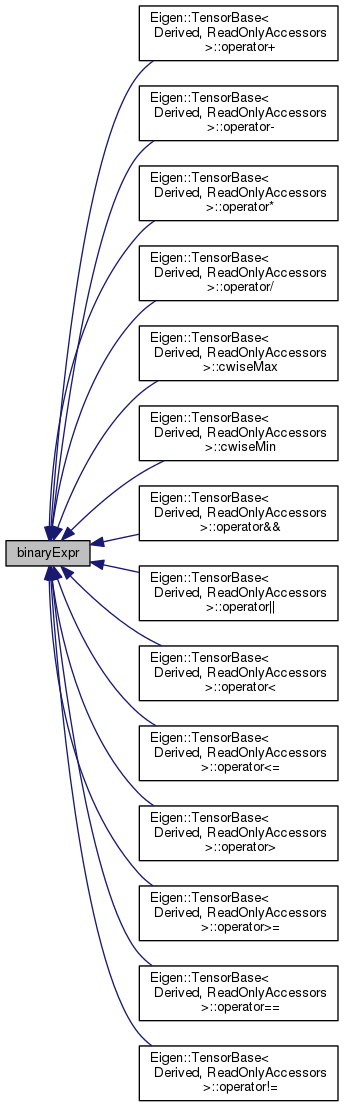 Eigen::TensorBase<
Derived, ReadOnlyAccessors
>::operator+
Eigen::TensorBase<
Derived, ReadOnlyAccessors
>::operator-
Eigen::TensorBase<
Derived, ReadOnlyAccessors
>::operator*
Eigen::TensorBase<
Derived, ReadOnlyAccessors
>::operator/
Eigen::TensorBase<
Derived, ReadOnlyAccessors
>::cwiseMax
Eigen::TensorBase<
Derived, ReadOnlyAccessors
>::cwiseMin
Eigen::TensorBase<
Derived, ReadOnlyAccessors
>::operator&&
binaryExpr
Eigen::TensorBase<
Derived, ReadOnlyAccessors
>::operator||
Eigen::TensorBase<
Derived, ReadOnlyAccessors
>::operator<
Eigen::TensorBase<
Derived, ReadOnlyAccessors
>::operator<=
Eigen::TensorBase<
Derived, ReadOnlyAccessors
>::operator>
Eigen::TensorBase<
Derived, ReadOnlyAccessors
>::operator>=
Eigen::TensorBase<
Derived, ReadOnlyAccessors
>::operator==
Eigen::TensorBase<
Derived, ReadOnlyAccessors
>::operator!=